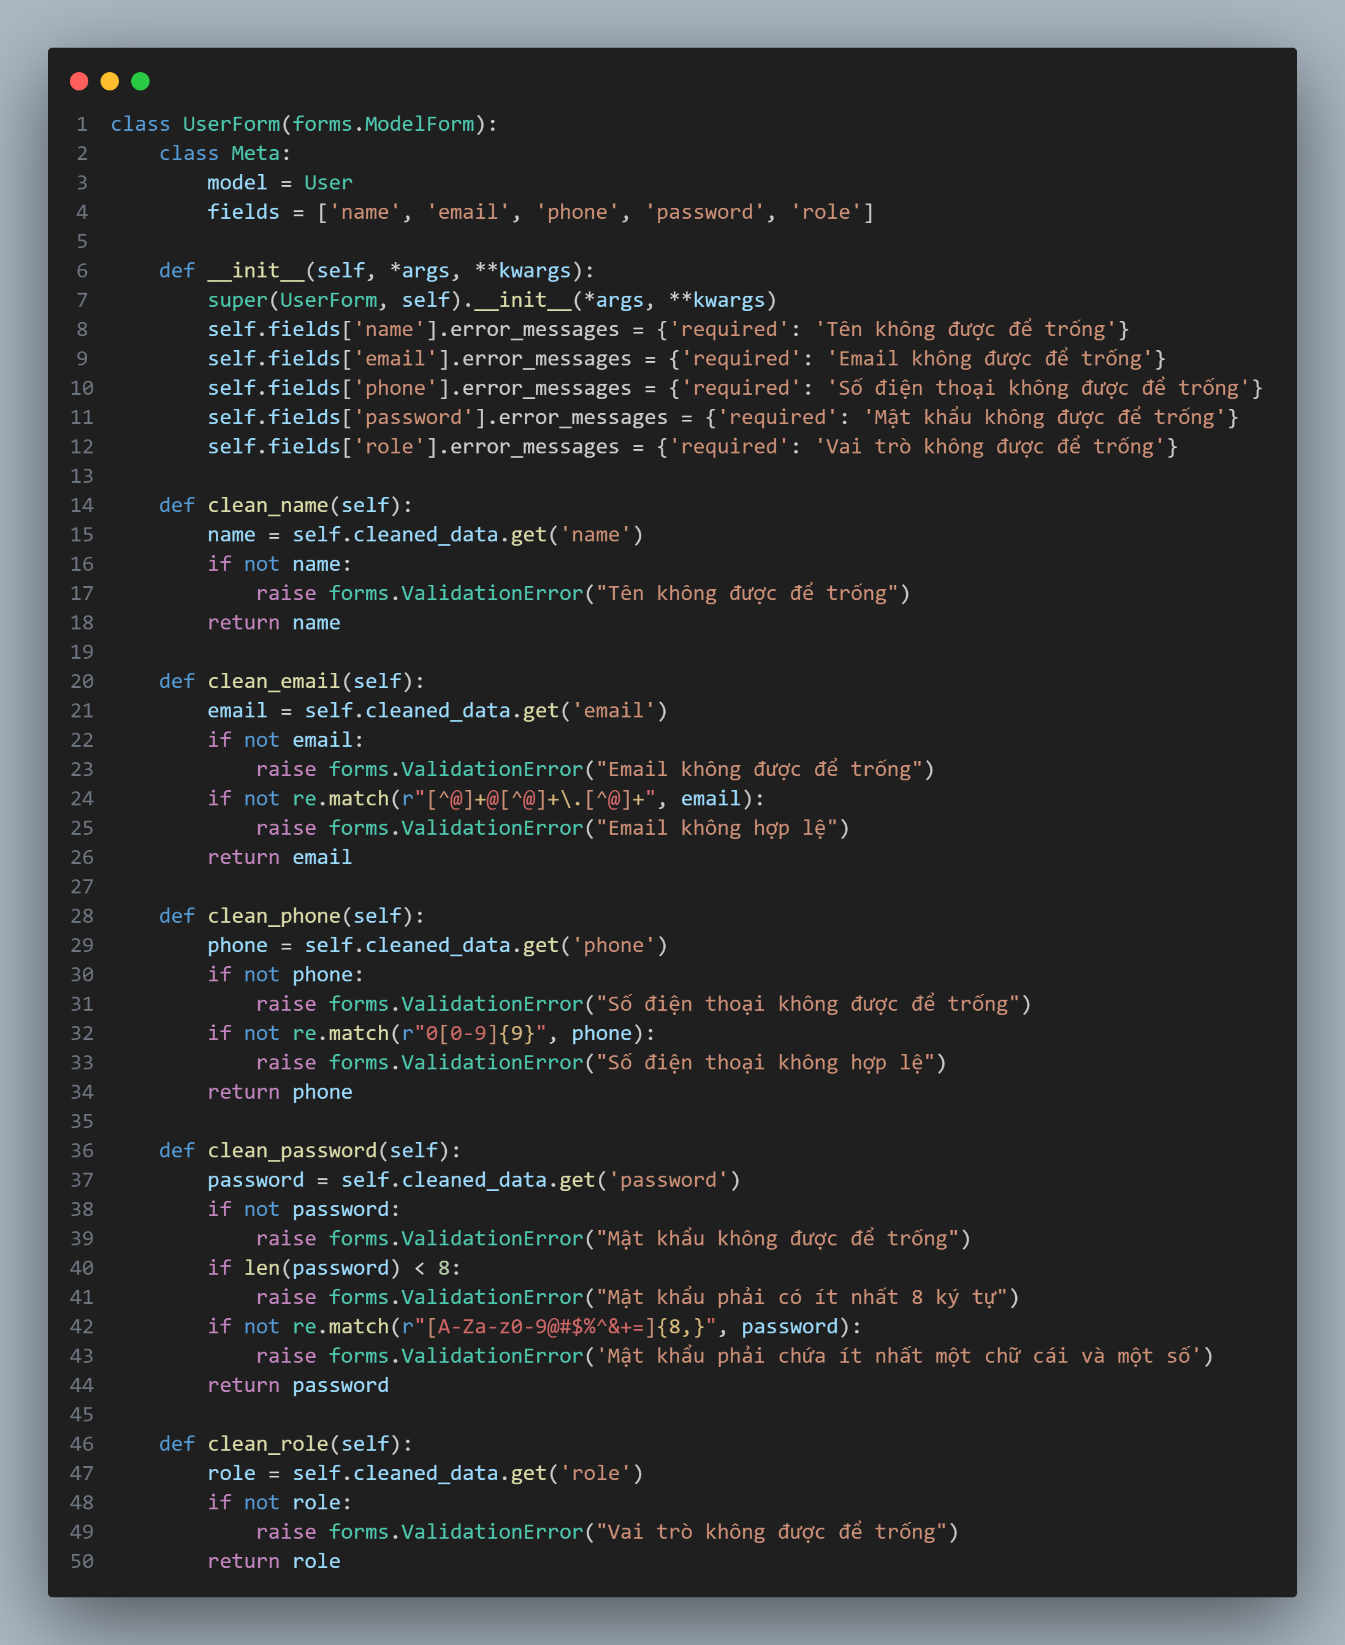 1 class UserForm(forms.ModelForm):
2     class Meta:
3         model = User
4         fields = ['name', 'email', 'phone', 'password', 'role']
5
6     def __init__(self, *args, **kwargs):
7         super(UserForm, self).__init__(*args, **kwargs)
8         self.fields['name'].error_messages = {'required': 'Tên không được để trống'}
9         self.fields['email'].error_messages = {'required': 'Email không được để trống'}
10         self.fields['phone'].error_messages = {'required': 'Số điện thoại không được để trống'}
11         self.fields['password'].error_messages = {'required': 'Mật khẩu không được để trống'}
12         self.fields['role'].error_messages = {'required': 'Vai trò không được để trống'}
13
14     def clean_name(self):
15         name = self.cleaned_data.get('name')
16         if not name:
17             raise forms.ValidationError("Tên không được để trống")
18         return name
19
20     def clean_email(self):
21         email = self.cleaned_data.get('email')
22         if not email:
23             raise forms.ValidationError("Email không được để trống")
24         if not re.match(r"[^@]+@[^@]+\.[^@]+", email):
25             raise forms.ValidationError("Email không hợp lệ")
26         return email
27
28     def clean_phone(self):
29         phone = self.cleaned_data.get('phone')
30         if not phone:
31             raise forms.ValidationError("Số điện thoại không được để trống")
32         if not re.match(r"0[0-9]{9}", phone):
33             raise forms.ValidationError("Số điện thoại không hợp lệ")
34         return phone
35
36     def clean_password(self):
37         password = self.cleaned_data.get('password')
38         if not password:
39             raise forms.ValidationError("Mật khẩu không được để trống")
40         if len(password) < 8:
41             raise forms.ValidationError("Mật khẩu phải có ít nhất 8 ký tự")
42         if not re.match(r"[A-Za-z0-9@#$%^&+=]{8,}", password):
43             raise forms.ValidationError('Mật khẩu phải chứa ít nhất một chữ cái và một số')
44         return password
45
46     def clean_role(self):
47         role = self.cleaned_data.get('role')
48         if not role:
49             raise forms.ValidationError("Vai trò không được để trống")
50         return role